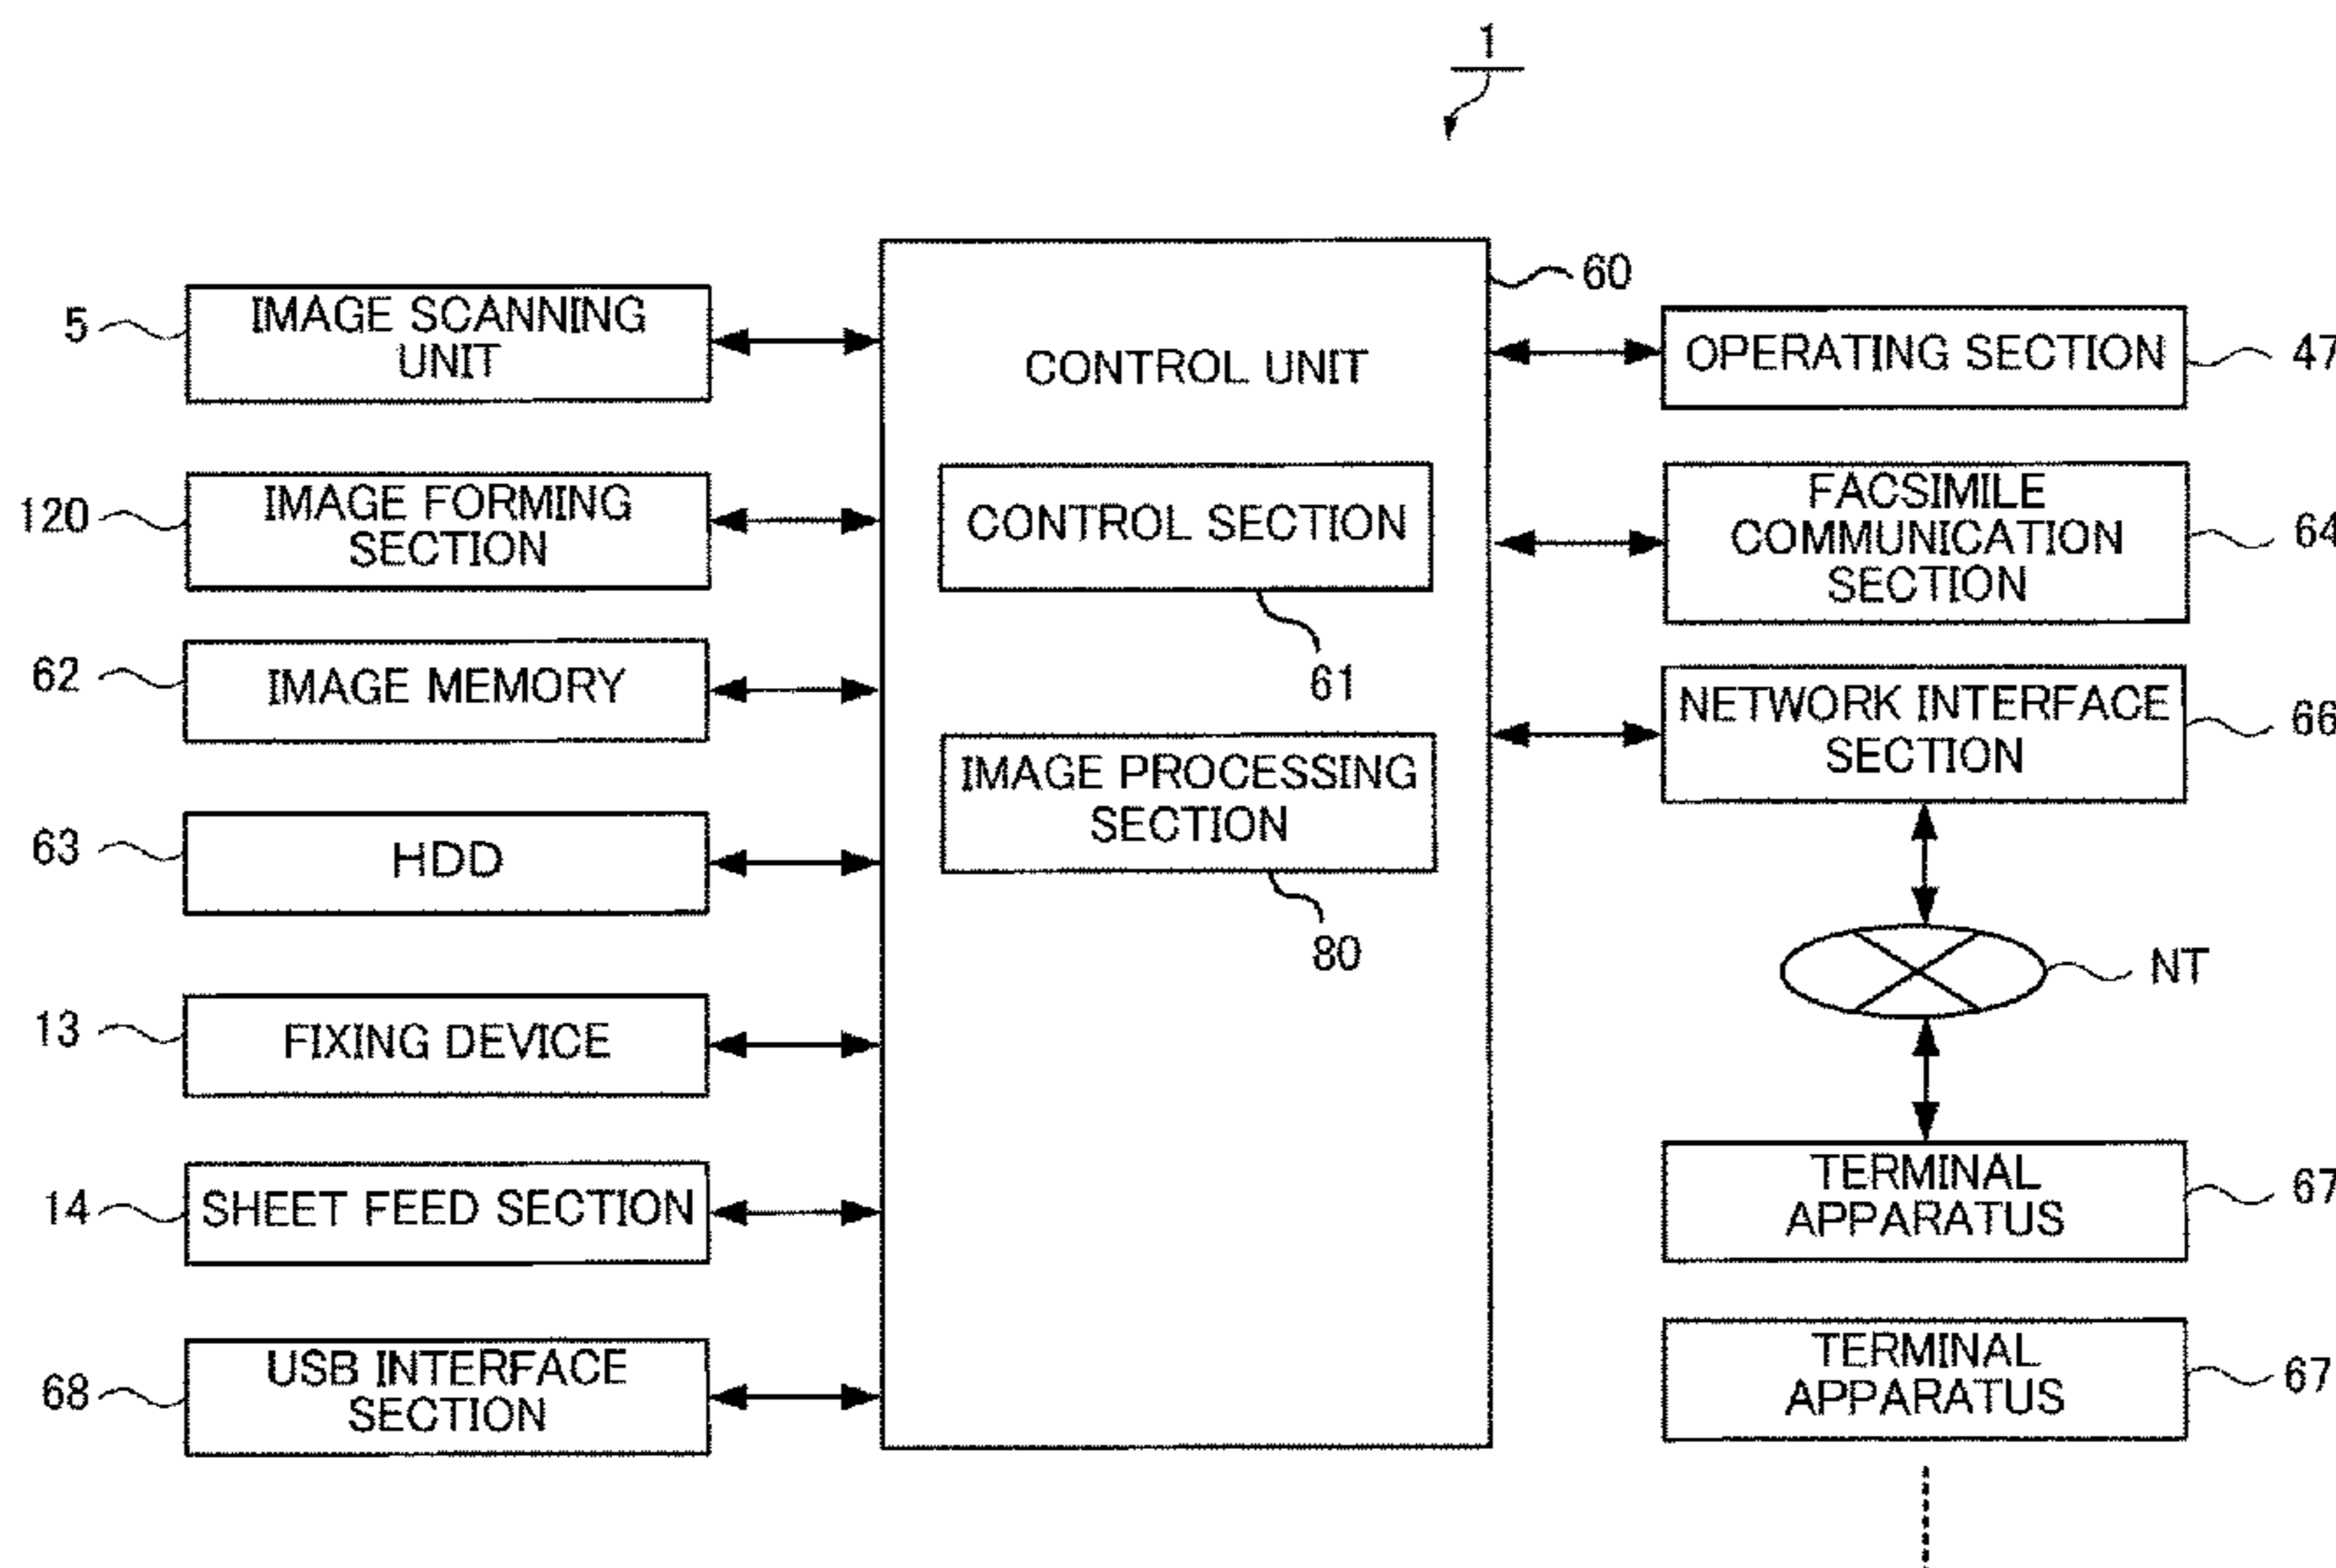 1
5
IMAGE SCANNING
UNIT
120
IMAGE FORMING
SECTION
62
IMAGE MEMORY
63
HDD
13
FIXING DEVICE
14
SHEET FEED SECTION
68
USB INTERFACE
SECTION
60
CONTROL UNIT
CONTROL SECTION
61
IMAGE PROCESSING
SECTION
80
OPERATING SECTION
47
FACSIMILE
COMMUNICATION
SECTION
64
NETWORK INTERFACE
SECTION
66
NT
TERMINAL
APPARATUS
67
TERMINAL
APPARATUS
67